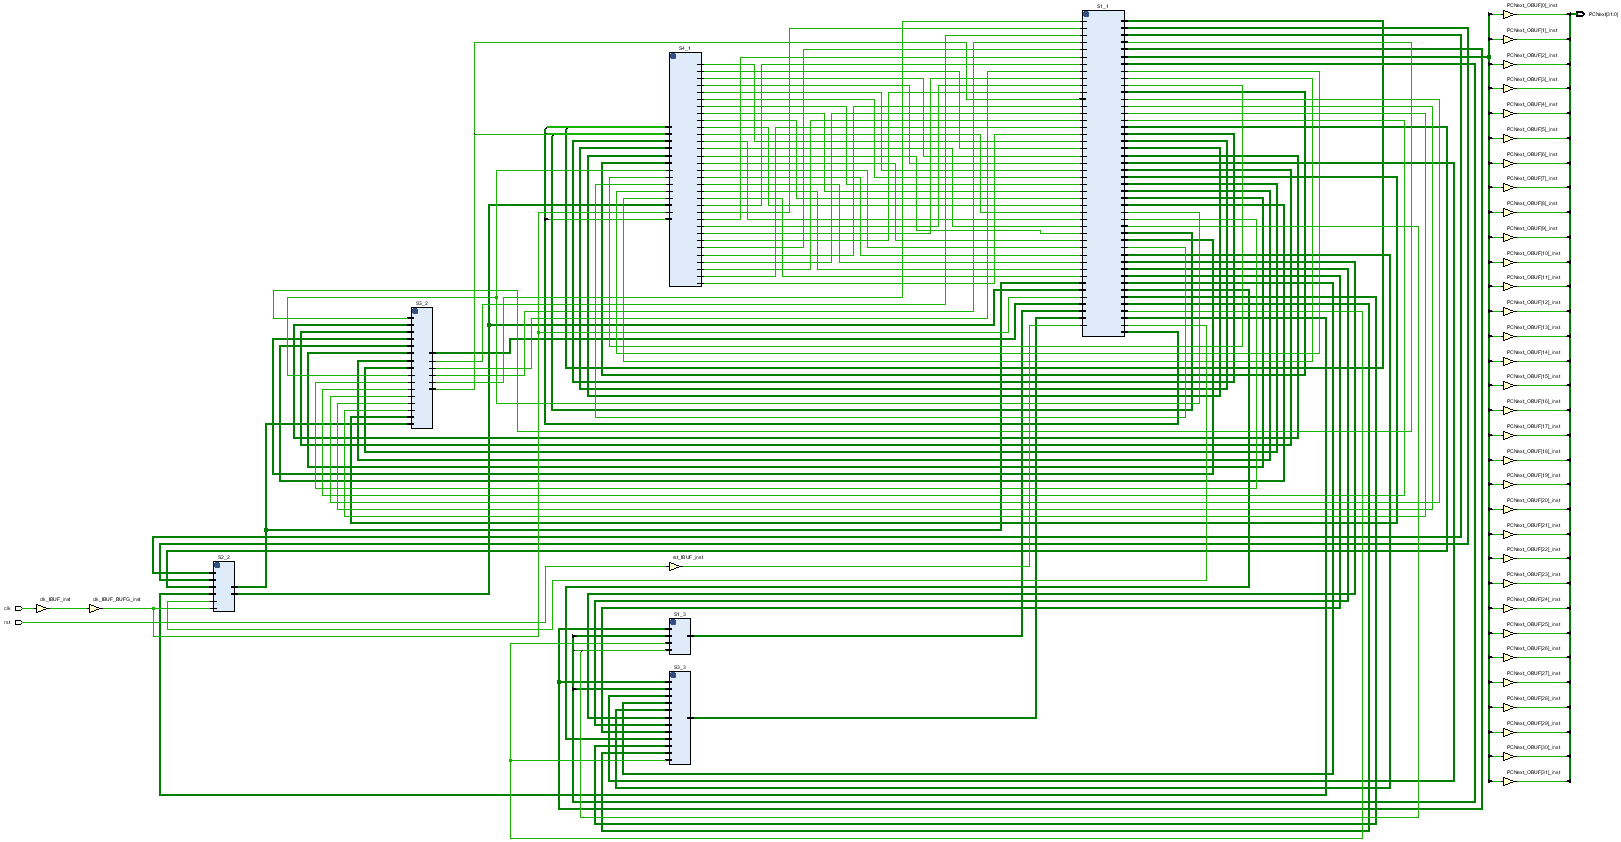 S1_1
PCNext_OBUF[0]_inst
PCNext[31:0]
PCNext_OBUF[1]_inst
S4_1
PCNext_OBUF[2]_inst
PCNext_OBUF[3]_inst
PCNext_OBUF[4]_inst
PCNext_OBUF[5]_inst
PCNext_OBUF[6]_inst
PCNext_OBUF[7]_inst
PCNext_OBUF[8]_inst
PCNext_OBUF[9]_inst
PCNext_OBUF[10]_inst
PCNext_OBUF[11]_inst
S3_2
PCNext_OBUF[12]_inst
PCNext_OBUF[13]_inst
PCNext_OBUF[14]_inst
PCNext_OBUF[15]_inst
PCNext_OBUF[16]_inst
PCNext_OBUF[17]_inst
PCNext_OBUF[18]_inst
PCNext_OBUF[19]_inst
PCNext_OBUF[20]_inst
PCNext_OBUF[21]_inst
S2_2
rst_IBUF_inst
PCNext_OBUF[22]_inst
PCNext_OBUF[23]_inst
clk
clk_IBUF_inst
clk_IBUF_BUFG_inst
PCNext_OBUF[24]_inst
rst
S1_3
PCNext_OBUF[25]_inst
PCNext_OBUF[26]_inst
S3_3
PCNext_OBUF[27]_inst
PCNext_OBUF[28]_inst
PCNext_OBUF[29]_inst
PCNext_OBUF[30]_inst
PCNext_OBUF[31]_inst